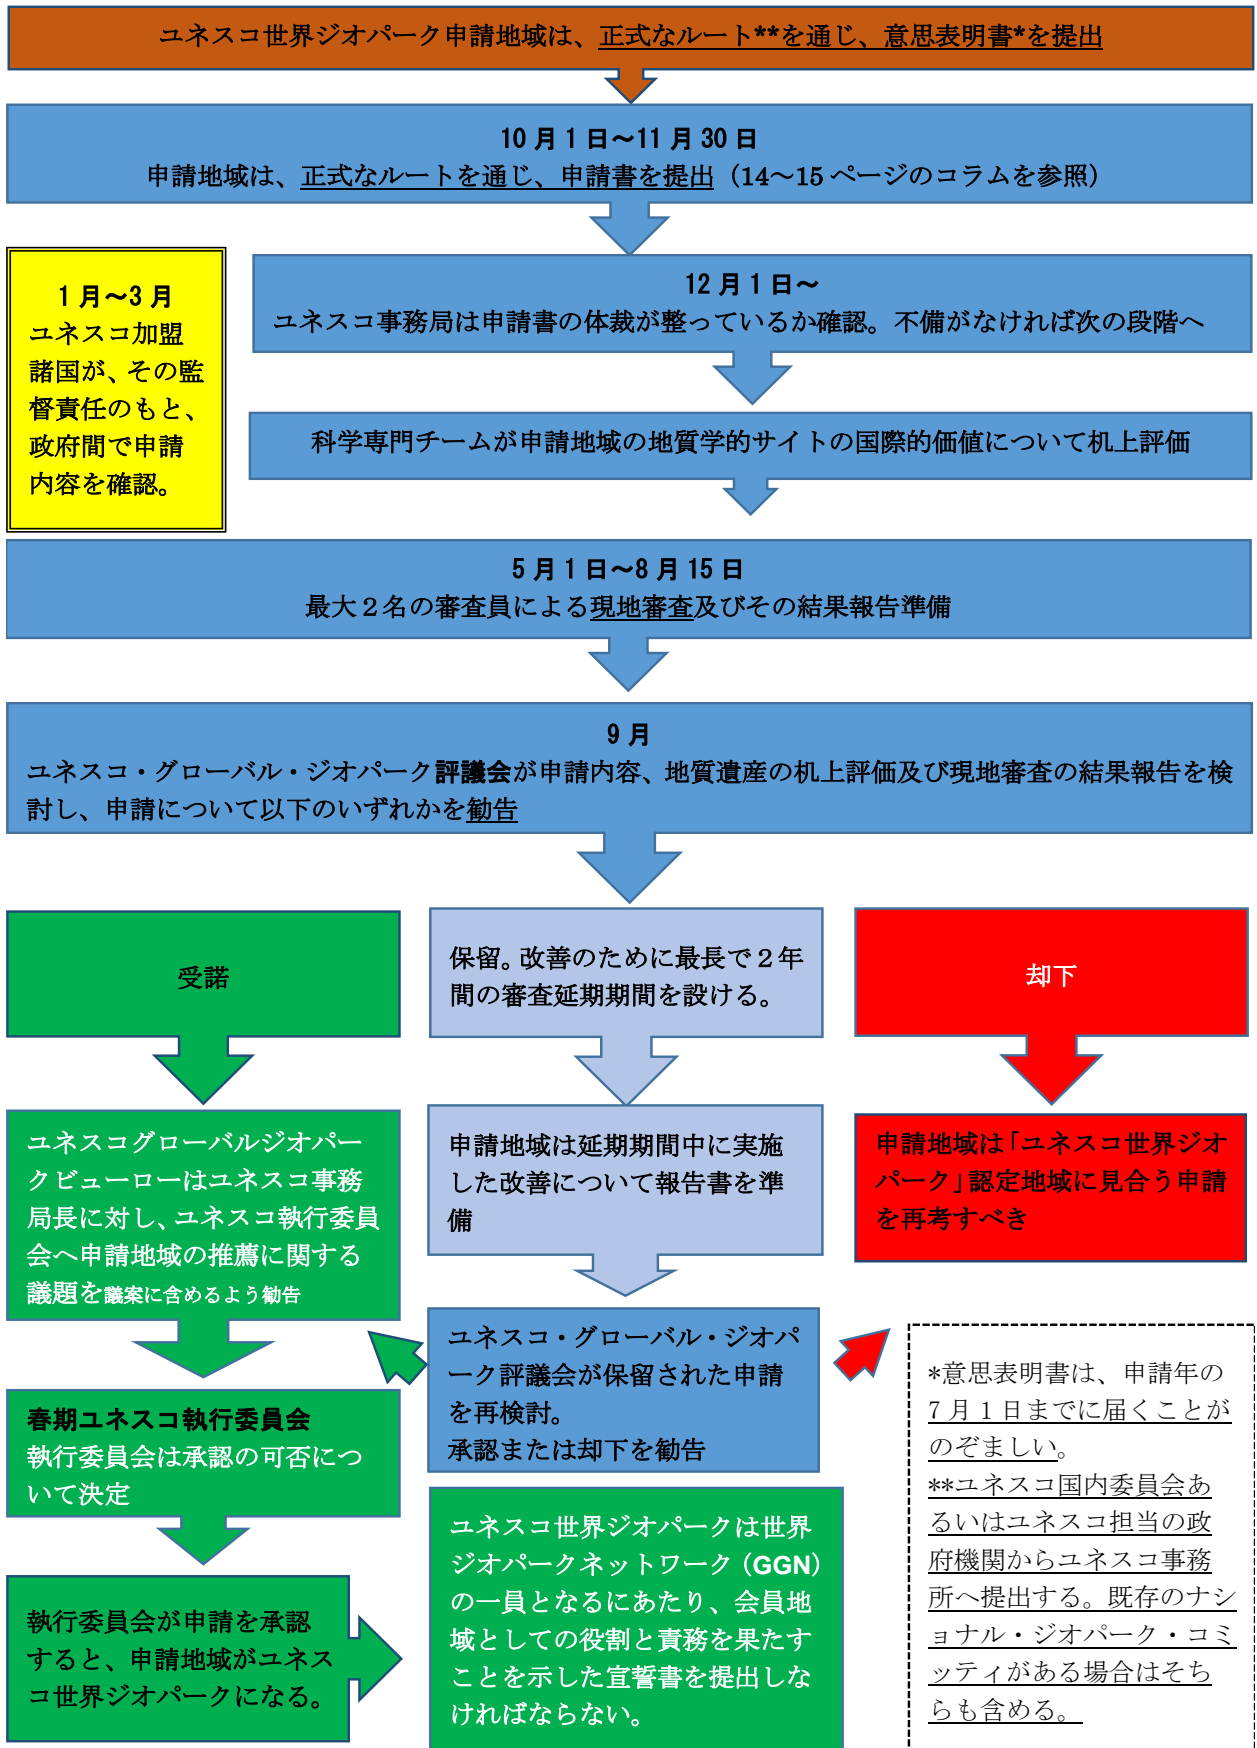 ユネスコ世界ジオパーク申請地域は、正式なルート**を通じ、意思表明書*を提出
10月1日～11月30日
申請地域は、正式なルートを通じ、申請書を提出（14～15ページのコラムを参照）
1月～3月
ユネスコ加盟
諸国が、その監
督責任のもと、
政府間で申請
内容を確認。
12月1日～
ユネスコ事務局は申請書の体裁が整っているか確認。不備がなければ次の段階へ
科学専門チームが申請地域の地質学的サイトの国際的価値について机上評価
5月1日～8月15日
最大２名の審査員による現地審査及びその結果報告準備
9月
ユネスコ・グローバル・ジオパーク評議会が申請内容、地質遺産の机上評価及び現地審査の結果報告を検
討し、申請について以下のいずれかを勧告
受諾
ユネスコグローバルジオパー
クビューローはユネスコ事務
局長に対し、ユネスコ執行委員
会へ申請地域の推薦に関する
議題を議案に含めるよう勧告
春期ユネスコ執行委員会
執行委員会は承認の可否につ
いて決定
執行委員会が申請を承認
すると、申請地域がユネス
コ世界ジオパークになる。
保留。改善のために最長で２年
間の審査延期期間を設ける。
申請地域は延期期間中に実施
した改善について報告書を準
備
ユネスコ・グローバル・ジオパ
ーク評議会が保留された申請
を再検討。
承認または却下を勧告
ユネスコ世界ジオパークは世界
ジオパークネットワーク（GGN）
の一員となるにあたり、会員地
域としての役割と責務を果たす
ことを示した宣誓書を提出しな
ければならない。
却下
申請地域は「ユネスコ世界ジオ
パーク」認定地域に見合う申請
を再考すべき
*意思表明書は、申請年の
7月1日までに届くことが
のぞましい。
**ユネスコ国内委員会あ
るいはユネスコ担当の政
府機関からユネスコ事務
所へ提出する。既存のナシ
ョナル・ジオパーク・コミ
ッティがある場合はそち
らも含める。